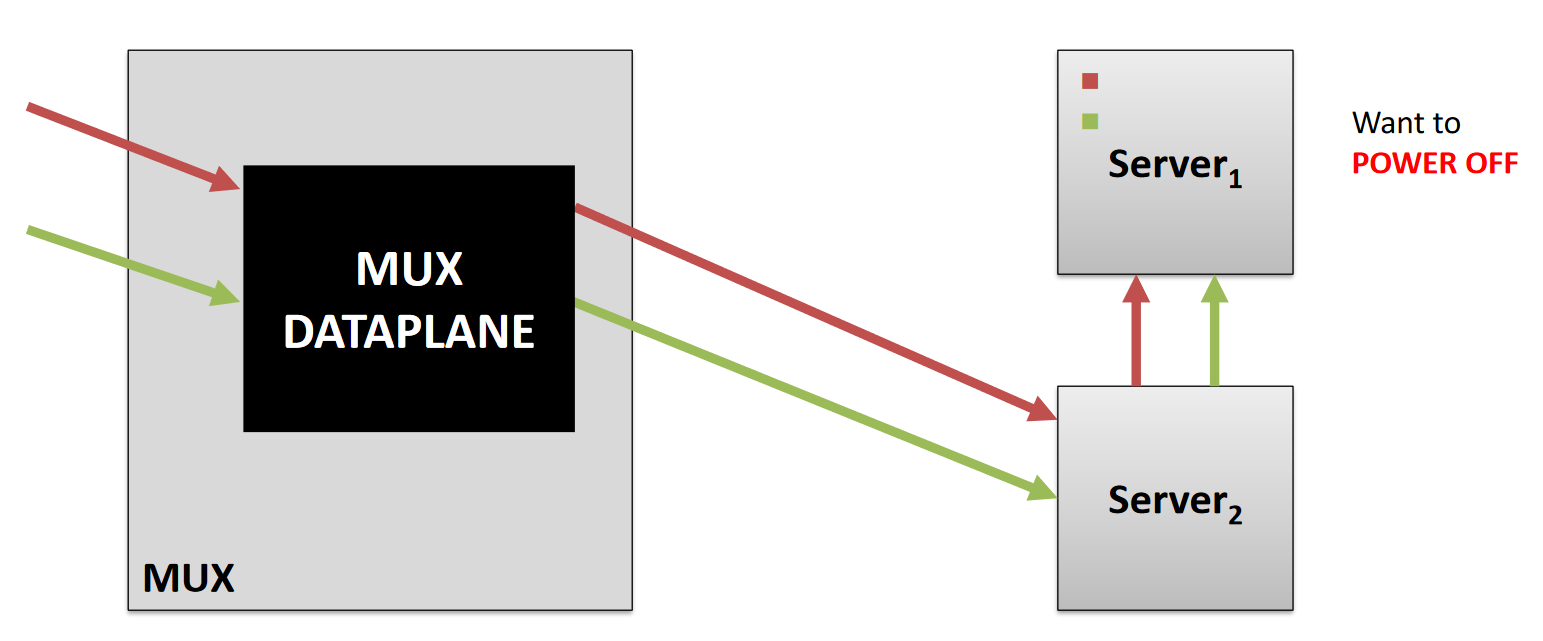 MUX
DATAPLANE
MUX
Server₁
Want to
POWER OFF
Server₂